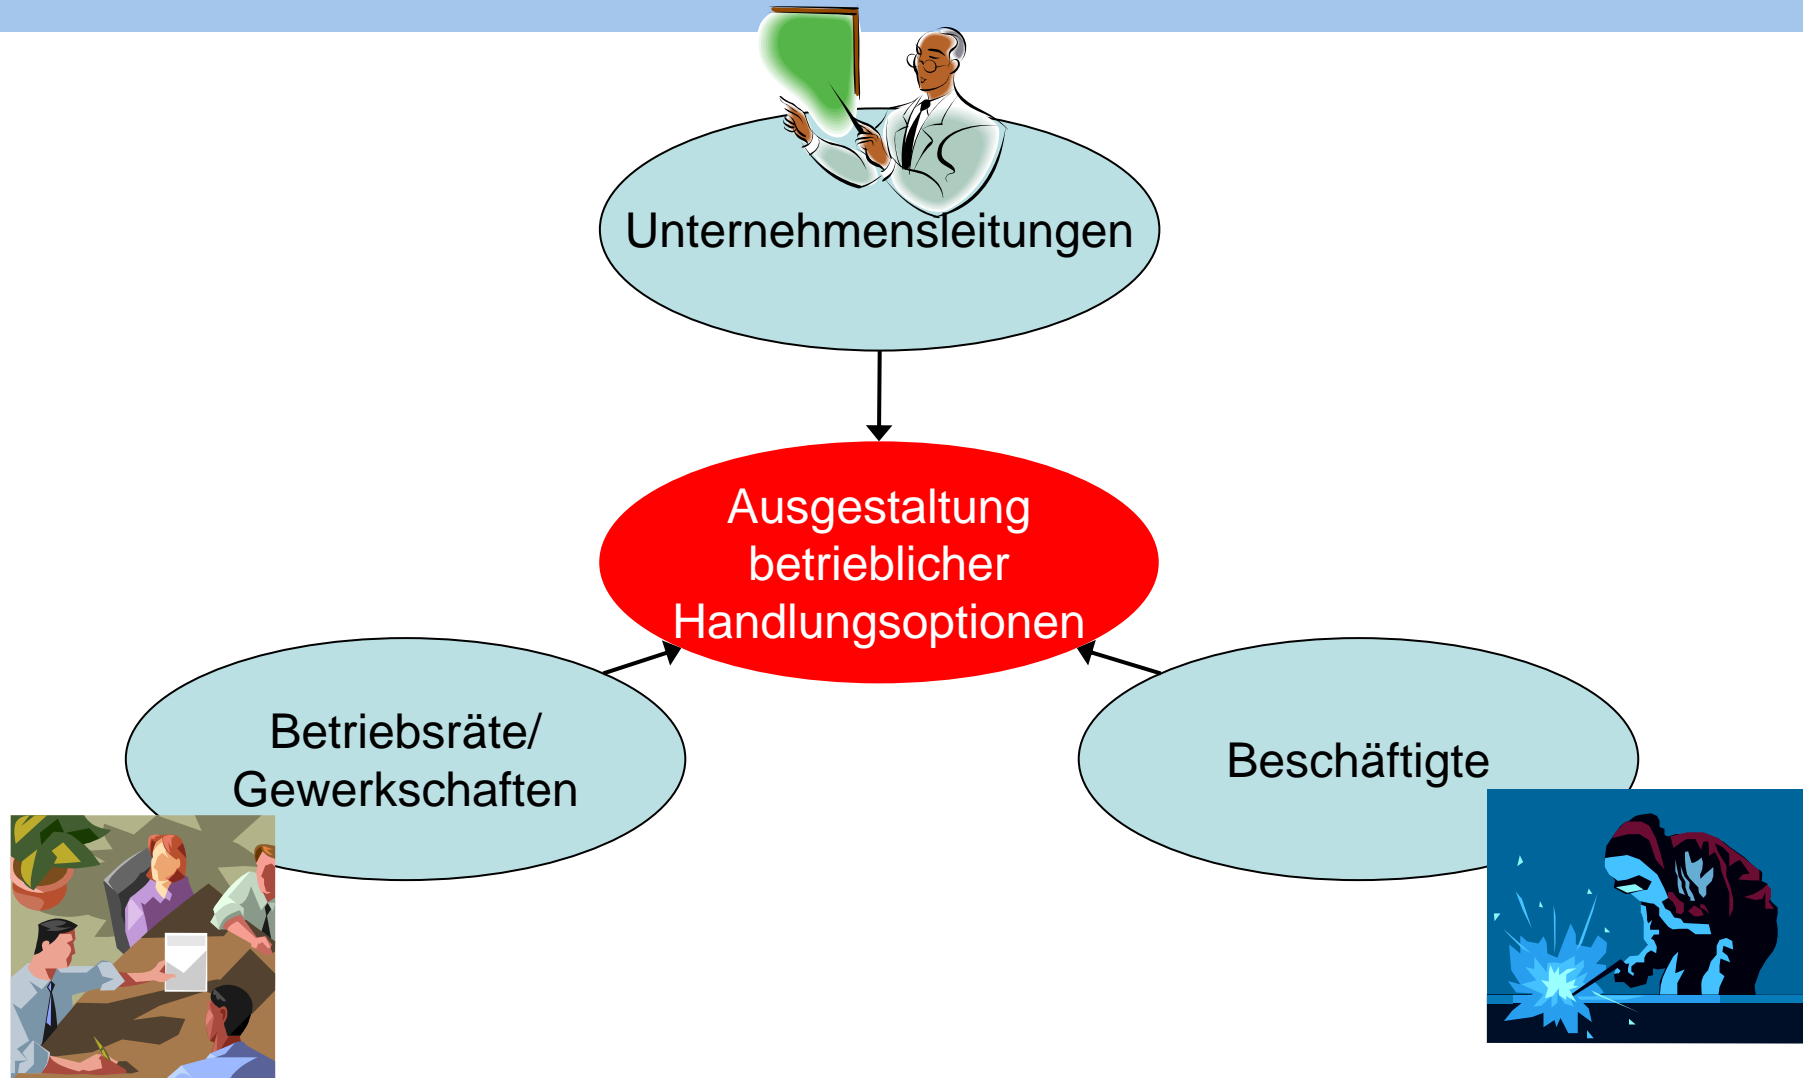 Unternehmensleitungen
Ausgestaltung
betrieblicher
Handlungsoptionen
Betriebsräte/
Gewerkschaften
Beschäftigte